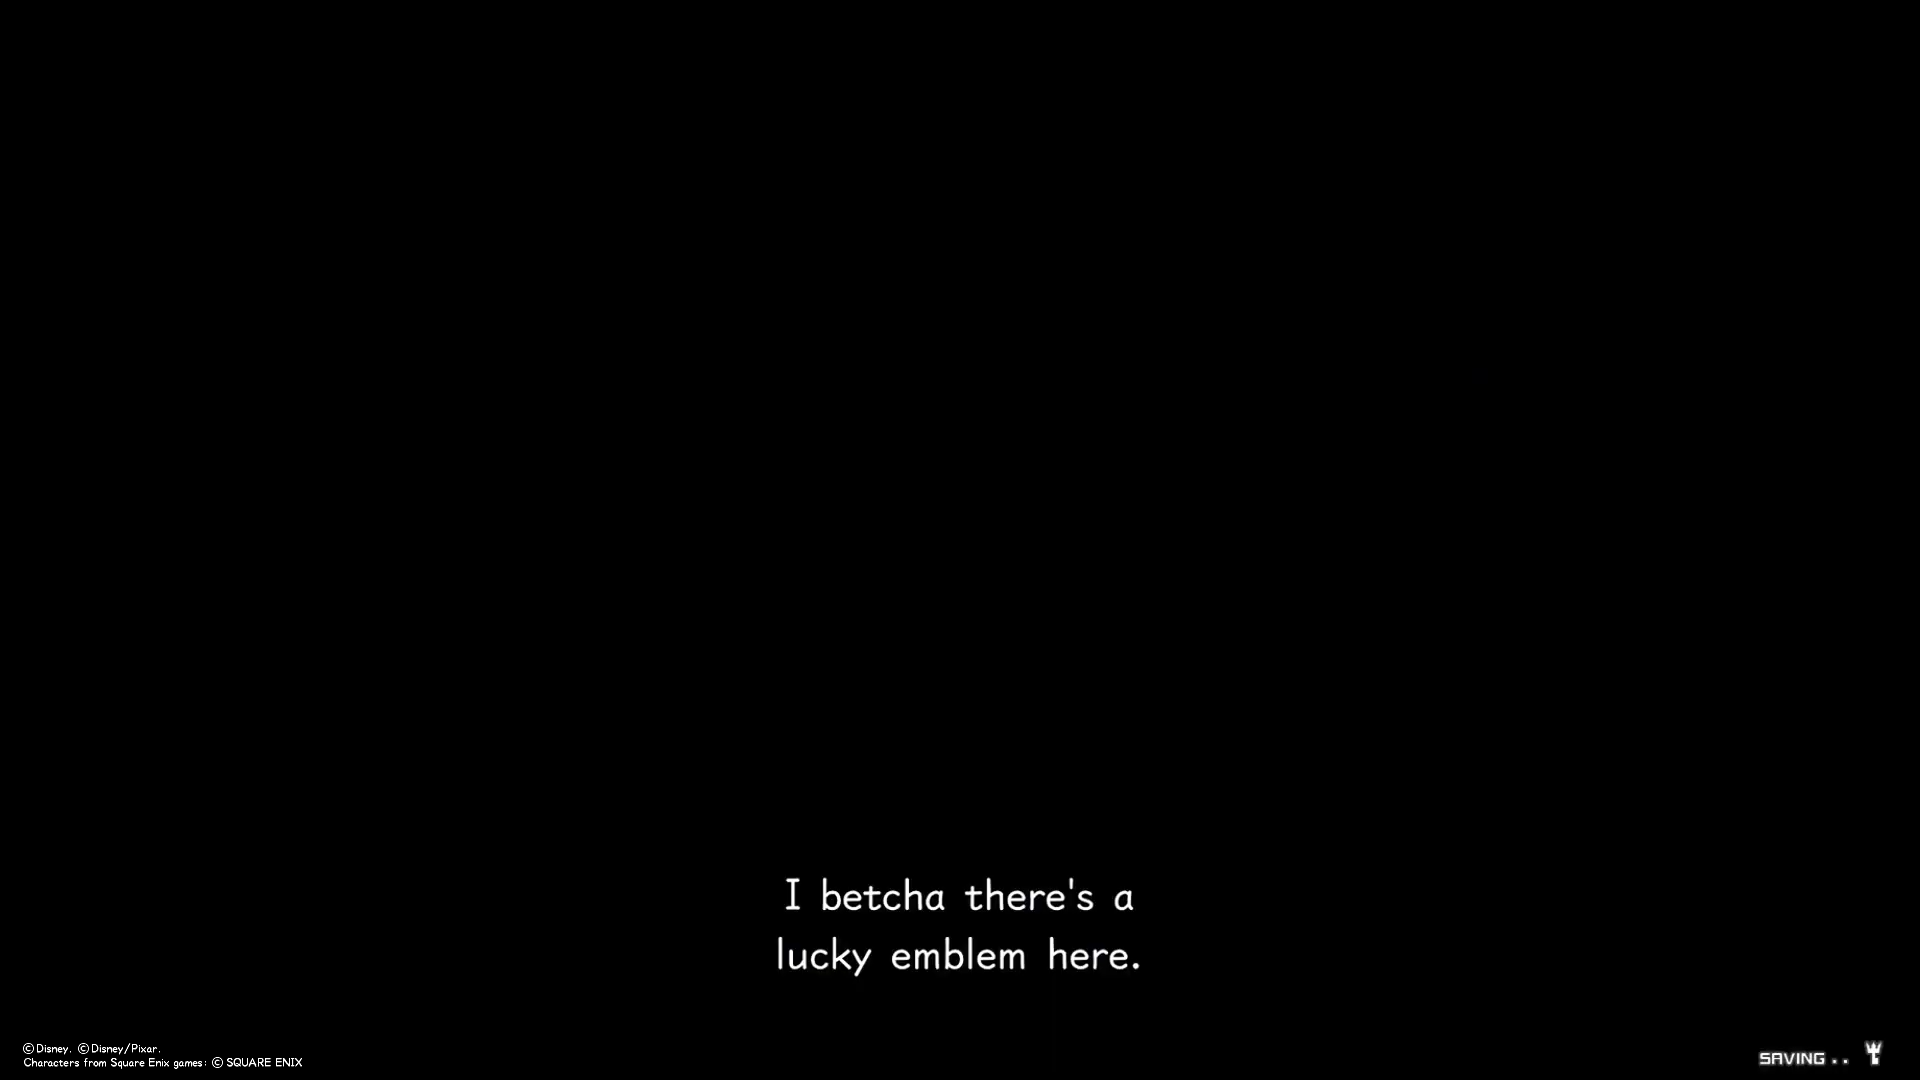 I betcha there's a
lucky emblem here.
©Disney. ©Disney/Pixar.
Characters from Square Enix games: © SQUARE ENIX
SAVING..